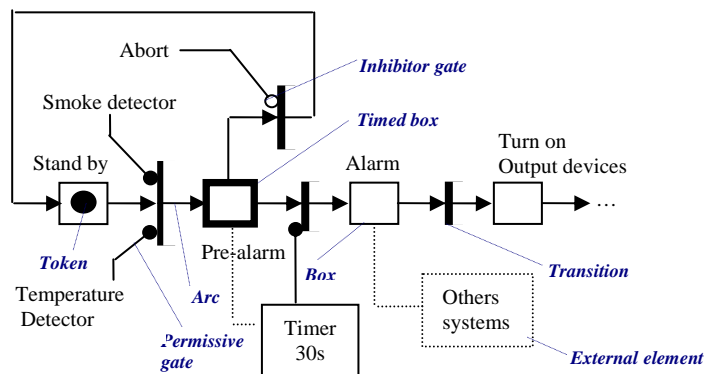 Abort
Inhibitor gate
Smoke detector
Timed box
Turn on
Output devices
Stand by
Alarm
...
Token
Pre-alarm
Box
Transition
Temperature
Detector
Arc
Permissive
gate
Timer
30s
Others
systems
External element